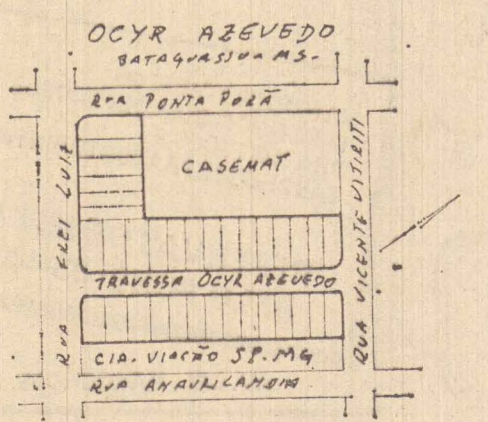 OCYR AZEVEDO
BATAGUASSU MS.
RUA PONTA PORÃ
CASEMAT
RUA FREI LUIZ
RUA VICENTE VITIRITI
TRAVESSA OCYR AZEVEDO
CIA. VIAÇÃO SP. MG
RUA ANAURILANDIA